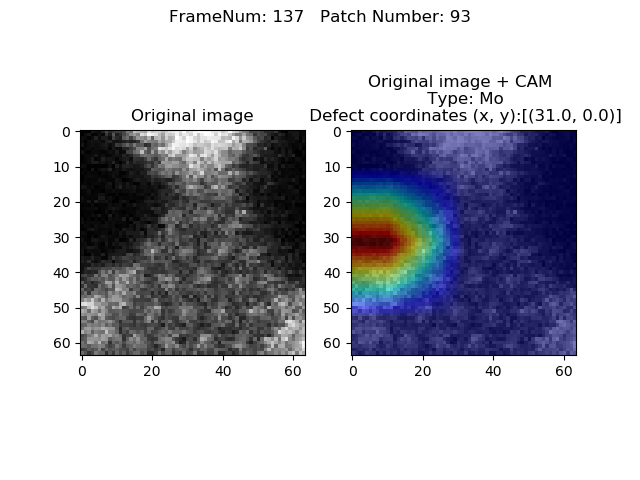 FrameNum: 137   Patch Number: 93
Original image
Original image + CAM
Type: Mo
Defect coordinates (x, y):[(31.0, 0.0)]
0
10
20
30
40
50
60
0 20 40 60
0
10
20
30
40
50
60
0 20 40 60